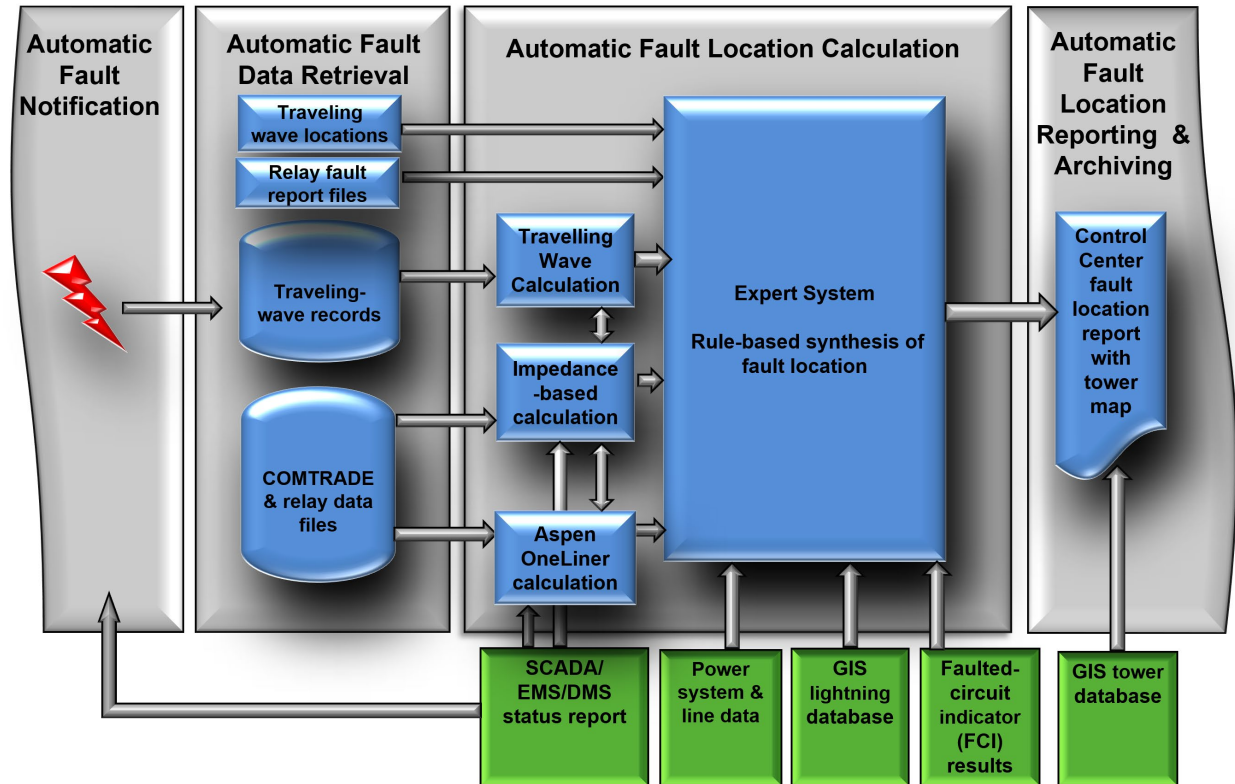 Automatic
Fault
Notification
Automatic Fault
Data Retrieval
Traveling
wave locations
Relay fault
report files
Traveling-
wave records
COMTRADE
& relay data
files
Automatic Fault Location Calculation
Travelling
Wave
Calculation
Impedance
-based
calculation
Aspen
OneLiner
calculation
Expert System
Rule-based synthesis of
fault location
Automatic
Fault
Location
Reporting &
Archiving
Control
Center
fault
location
report
with
tower
map
SCADA/
EMS/DMS
status report
Power
system &
line data
GIS
lightning
database
Faulted-
circuit
indicator
(FCI)
results
GIS tower
database